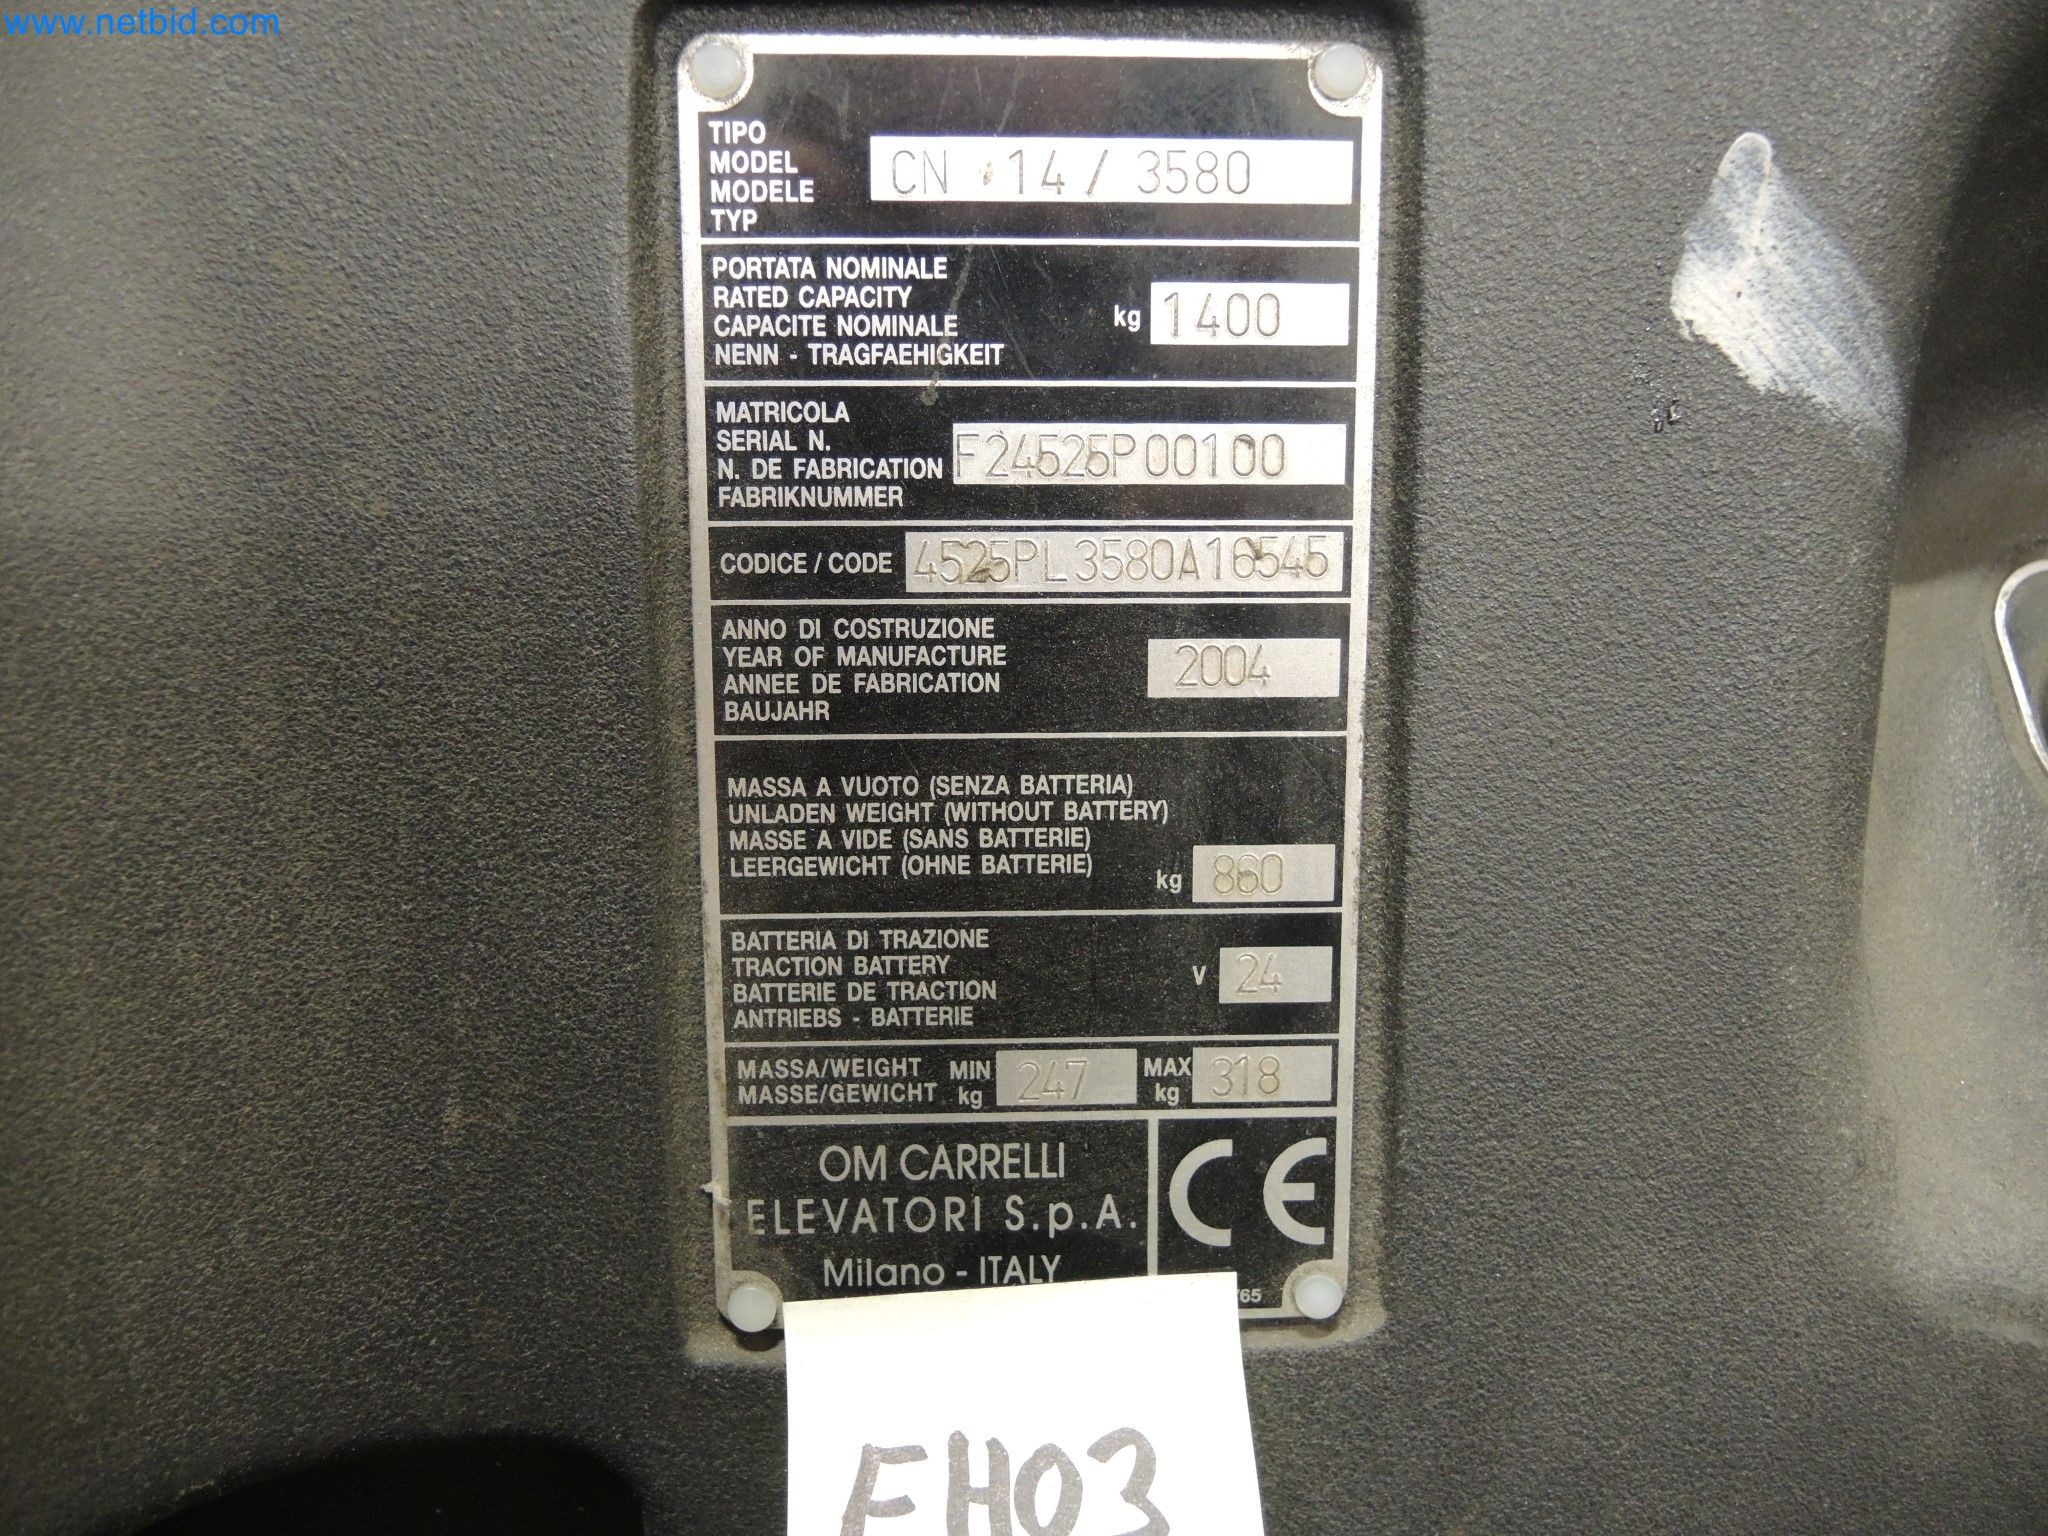 www.netbid.com
TIPO
MODEL
MODELE
TYP
CN 14 / 3580
PORTATA NOMINALE
RATED CAPACITY
CAPACITE NOMINALE
NENN - TRAGFAEHIGKEIT
kg 1400
MATRICOLA
SERIAL N.
N. DE FABRICATION
FABRIKNUMMER
F24525P00100
CODICE / CODE 4525PL3580A16545
ANNO DI COSTRUZIONE
YEAR OF MANUFACTURE
ANNEE DE FABRICATION
BAUJAHR
2004
MASSA A VUOTO (SENZA BATTERIA)
UNLADEN WEIGHT (WITHOUT BATTERY)
MASSE A VIDE (SANS BATTERIE)
LEERGEWICHT (OHNE BATTERIE)
kg 860
BATTERIA DI TRAZIONE
TRACTION BATTERY
BATTERIE DE TRACTION
ANTRIEBS - BATTERIE
V 24
MASSA/WEIGHT
MASSE/GEWICHT
MIN kg 247
MAX kg 318
OM CARRELLI
ELEVATORI S.p.A.
Milano - ITALY
CE
FH03